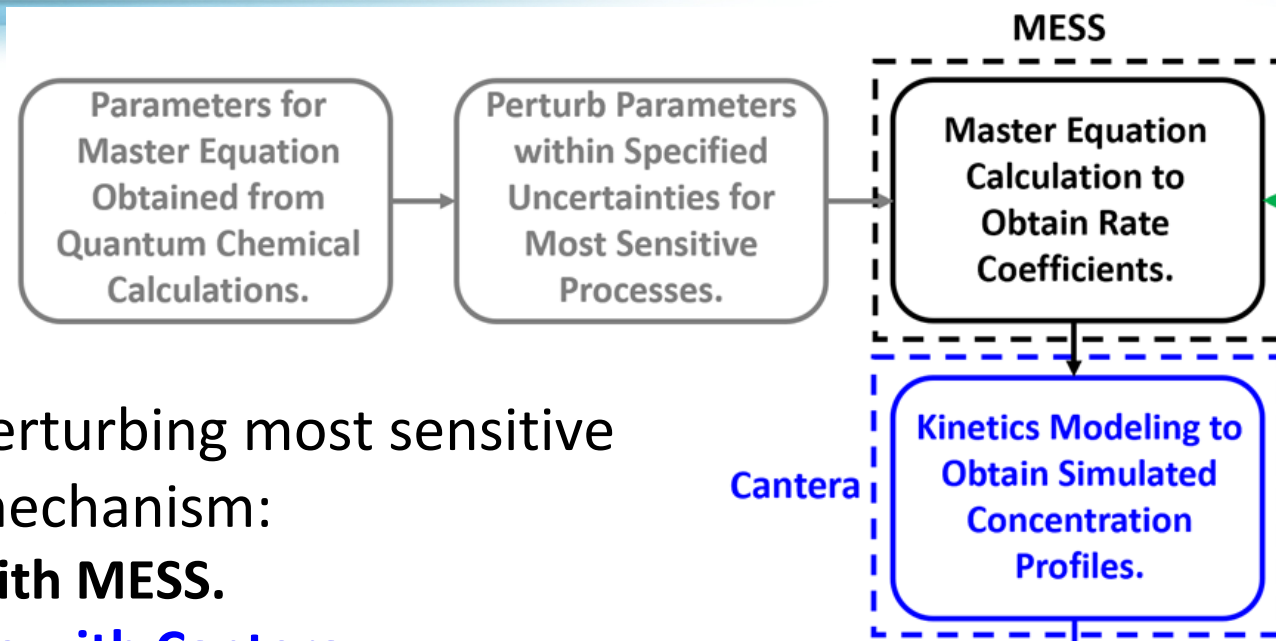 MESS
Parameters for
Master Equation
Obtained from
Quantum Chemical
Calculations.
Perturb Parameters
within Specified
Uncertainties for
Most Sensitive
Processes.
Master Equation
Calculation to
Obtain Rate
Coefficients.
Cantera
Kinetics Modeling to
Obtain Simulated
Concentration
Profiles.
erturbing most sensitive
nechanism:
ith MESS.
with Cantera